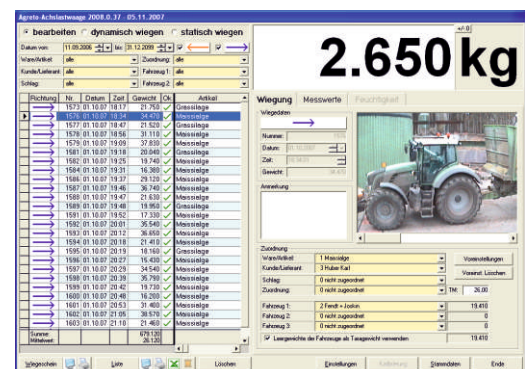 Agreto-Achslastwaage 2008.0.37 - 05.11.2007
bearbeiten dynamisch wiegen statisch wiegen
+/- 0
2.650 kg
Datum von: 11.09.2006 bis: 31.12.2099
Ware/Artikel: alle Zuordnung: alle
Kunde/Lieferant: alle Fahrzeug 1: alle
Schlag: alle Fahrzeug 2: alle
Richtung Nr. Datum Zeit Gewicht Ok Artikel
1573 01.10.07 18:17 21.750 Grassilage
1576 01.10.07 18:34 34.470 Maissilage
1577 01.10.07 18:47 21.520 Grassilage
1578 01.10.07 18:56 31.110 Maissilage
1579 01.10.07 19:09 37.830 Maissilage
1581 01.10.07 19:18 20.040 Grassilage
1582 01.10.07 19:25 19.740 Maissilage
1584 01.10.07 19:31 16.380 Maissilage
1586 01.10.07 19:37 29.120 Maissilage
1587 01.10.07 19:46 36.740 Maissilage
1588 01.10.07 19:47 21.630 Maissilage
1589 01.10.07 19:48 19.950 Grassilage
1591 01.10.07 19:52 17.330 Maissilage
1592 01.10.07 20:01 35.540 Maissilage
1593 01.10.07 20:12 36.650 Maissilage
1594 01.10.07 20:18 21.410 Maissilage
1595 01.10.07 20:19 18.160 Maissilage
1596 01.10.07 20:27 15.430 Maissilage
1597 01.10.07 20:29 34.540 Maissilage
1598 01.10.07 20:39 35.790 Maissilage
1599 01.10.07 20:42 19.730 Maissilage
1600 01.10.07 20:48 16.200 Maissilage
1601 01.10.07 20:53 31.480 Maissilage
1602 01.10.07 21:05 38.570 Maissilage
1603 01.10.07 21:10 21.460 Maissilage
Summe: 679.120
Mittelwert: 26.120
Wiegung Messwerte Feuchtigkeit
Wiegedaten
Nummer: 1576
Datum: 01.10.2007
Zeit:
Gewicht: 34.470
Anmerkung
Zuordnung
Ware/Artikel: 1 Maissilage Voreinstellungen
Kunde/Lieferant: 3 Huber Karl
Schlag: 0 nicht zugeordnet Voreinst. Löschen
Zuordnung: 0 nicht zugeordnet TM: 26,00
Fahrzeug 1: 2 Fendt + Joskin 19.410
Fahrzeug 2: 0 nicht zugeordnet 0
Fahrzeug 3: 0 nicht zugeordnet 0
Leergewichte der Fahrzeuge als Taragewicht verwenden 19.410
Wiegeschein Liste Löschen Einstellungen Stammdaten Ende